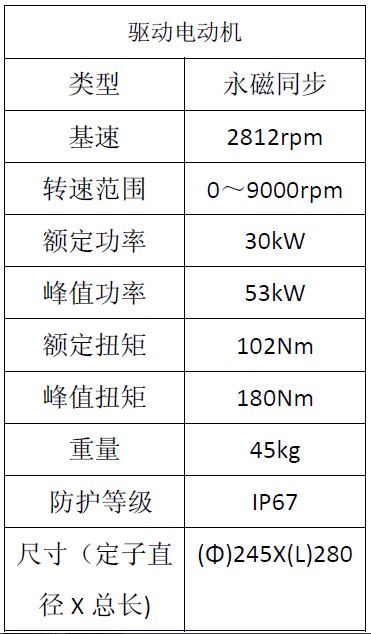 驱动电动机
类型 永磁同步
基速 2812rpm
转速范围 0～9000rpm
额定功率 30kW
峰值功率 53kW
额定扭矩 102Nm
峰值扭矩 180Nm
重量 45kg
防护等级 IP67
尺寸（定子直 (Φ)245X(L)280
径 X 总长)